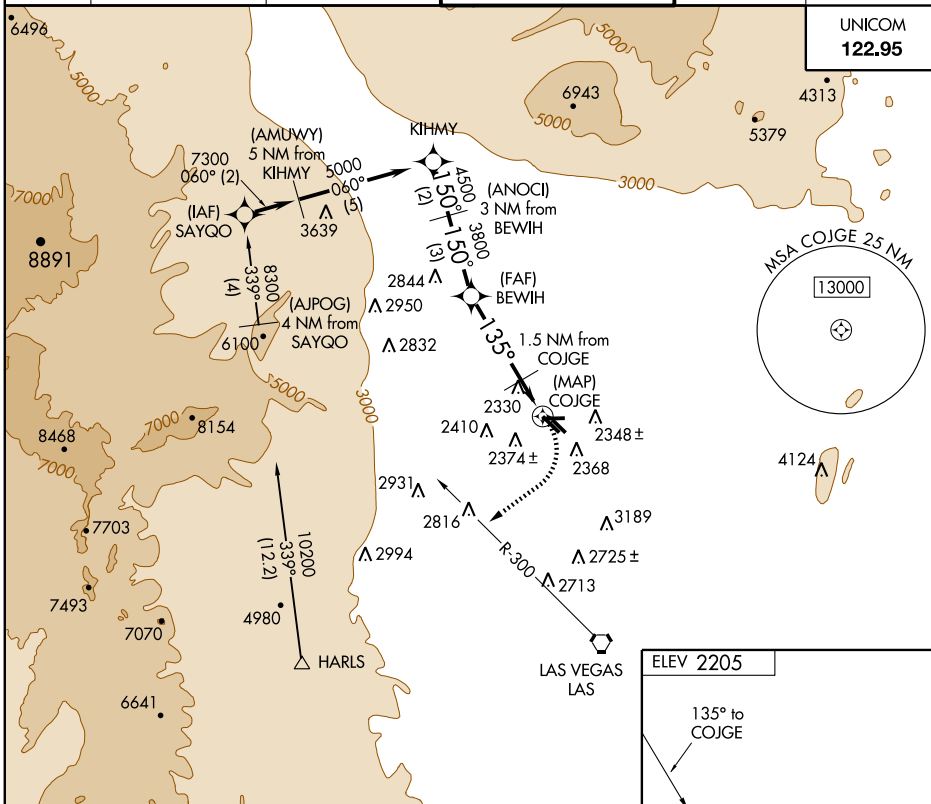 UNICOM
122.95
6496
5000
5000
6943
5000
4313
5379
3000
KIHMY
(AMUWY)
5 NM from
KIHMY
7300
060° (2)
5000
060°
(5)
(IAF)
SAYQO
3639
4500
150°
(2)
(ANOCI)
3 NM from
BEWIH
3800
150°
(3)
7000
8891
8300
339°
(4)
(AJPOG)
4 NM from
SAYQO
6100
2844
2950
2832
(FAF)
BEWIH
MSA COJGE 25 NM
13000
135°
1.5 NM from
COJGE
(MAP)
COJGE
2330
5000
3000
7000
8154
8468
7000
2410
2374 ±
2348 ±
2368
4124
2931
2816
R-300
3189
2725 ±
2713
2994
10200
339°
(12.2)
7703
7493
7070
4980
HARLS
6641
LAS VEGAS
LAS
ELEV 2205
135° to
COJGE